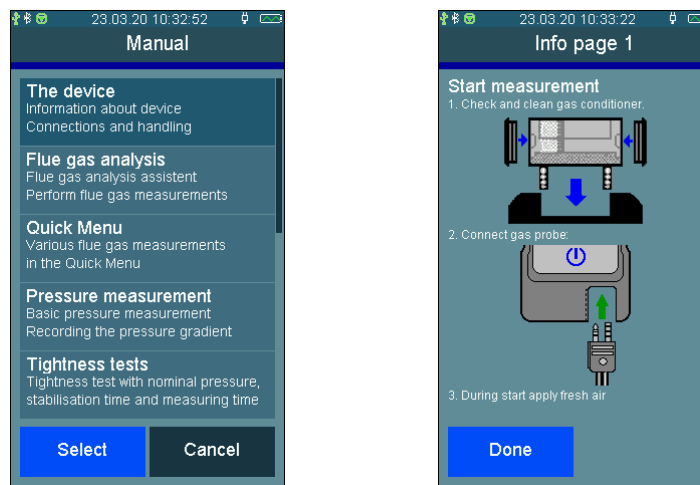 23.03.20 10:32:52
Manual
The device
Information about device
Connections and handling
Flue gas analysis
Flue gas analysis assistent
Perform flue gas measurements
Quick Menu
Various flue gas measurements
in the Quick Menu
Pressure measurement
Basic pressure measurement
Recording the pressure gradient
Tightness tests
Tightness test with nominal pressure,
stabilisation time and measuring time
Select
Cancel
23.03.20 10:33:22
Info page 1
Start measurement
1. Check and clean gas conditioner.
2. Connect gas probe:
3. During start apply fresh air
Done